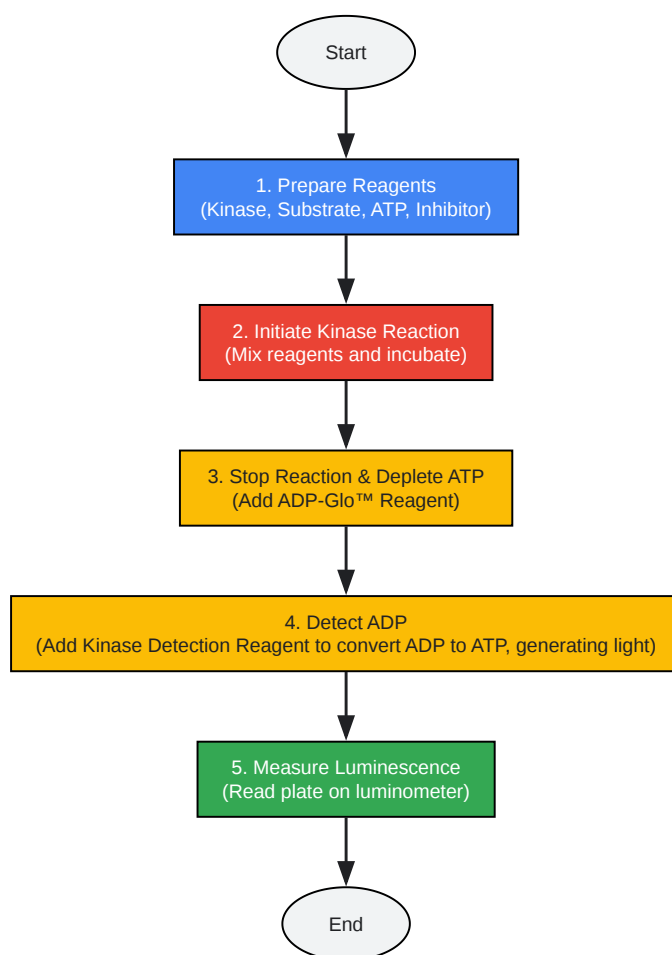 Start
1. Prepare Reagents
(Kinase, Substrate, ATP, Inhibitor)
2. Initiate Kinase Reaction
(Mix reagents and incubate)
3. Stop Reaction & Deplete ATP
(Add ADP-Glo™ Reagent)
4. Detect ADP
(Add Kinase Detection Reagent to convert ADP to ATP, generating light)
5. Measure Luminescence
(Read plate on luminometer)
End